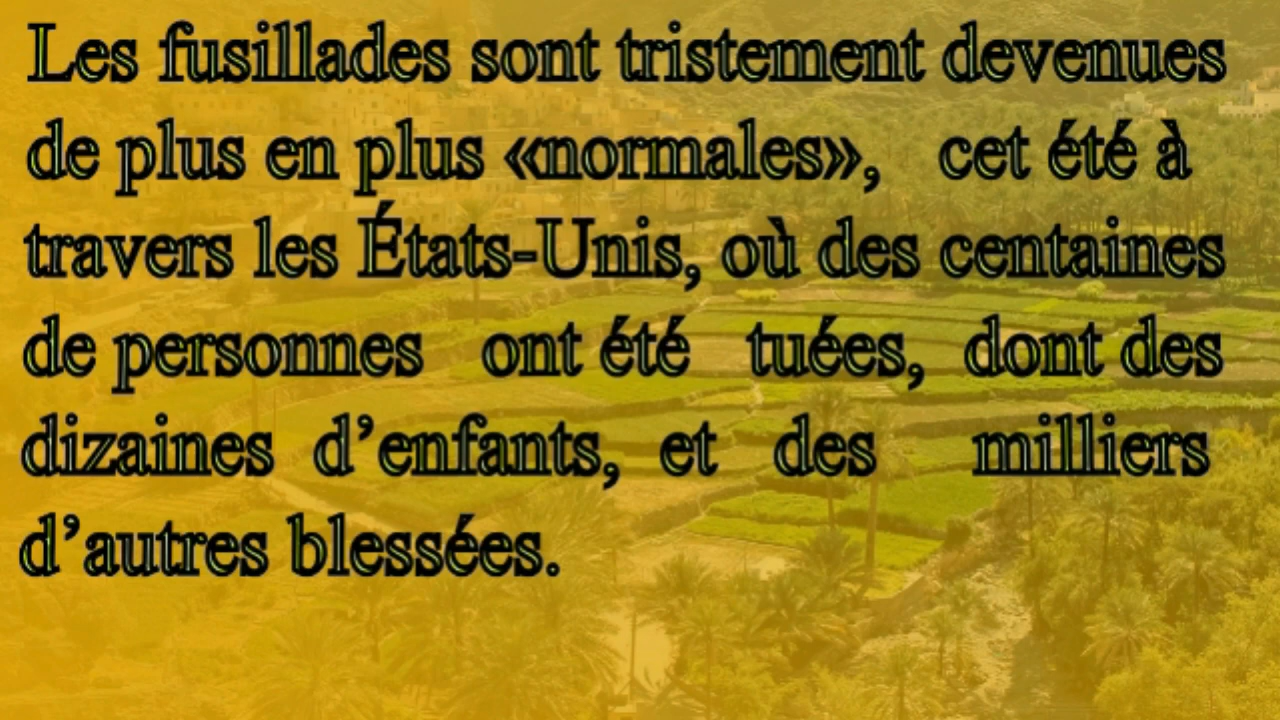 Les fusillades sont tristement devenues
de plus en plus «normales», cet été à
travers les États-Unis, où des centaines
de personnes ont été tuées, dont des
dizaines d’enfants, et des milliers
d’autres blessées.